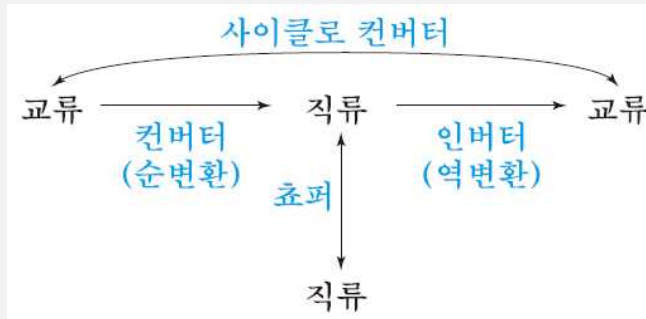 사이클로 컨버터
교류 직류 교류
컨버터 인버터
(순변환) (역변환)
쵸퍼
직류